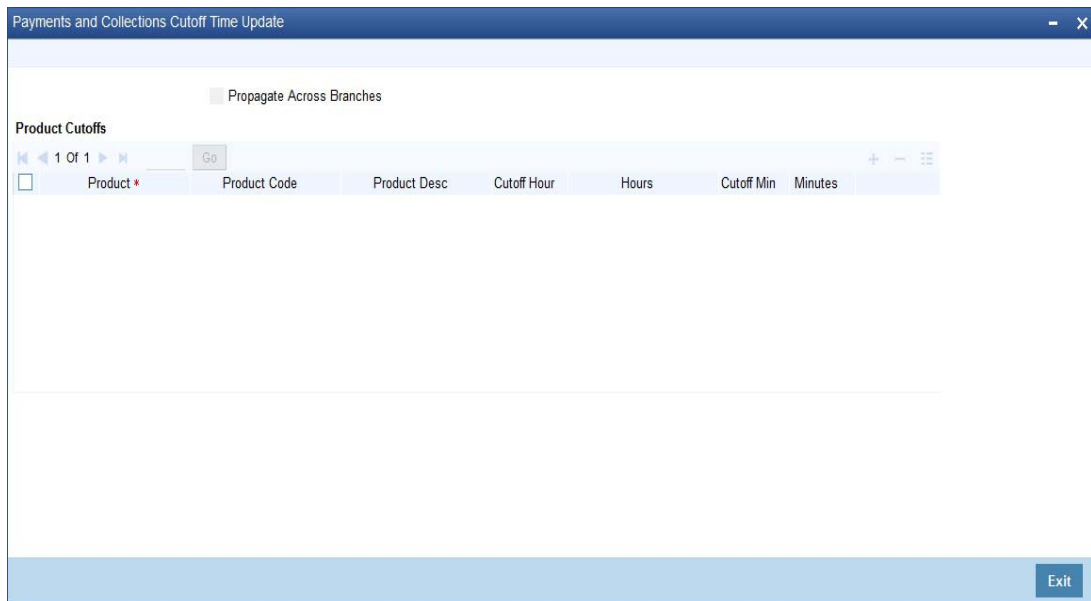 Payments and Collections Cutoff Time Update
Propagate Across Branches
Product Cutoffs
1 Of 1 Go
Product * Product Code Product Desc Cutoff Hour Hours Cutoff Min Minutes
Exit